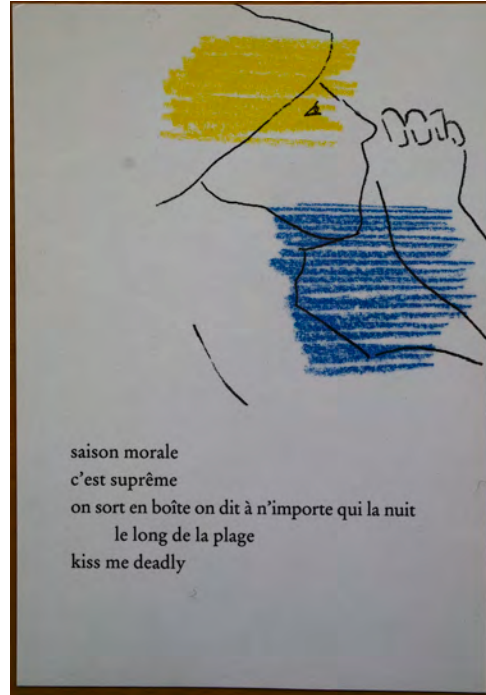 saison morale
c’est suprême
on sort en boîte on dit à n’importe qui la nuit
le long de la plage
kiss me deadly